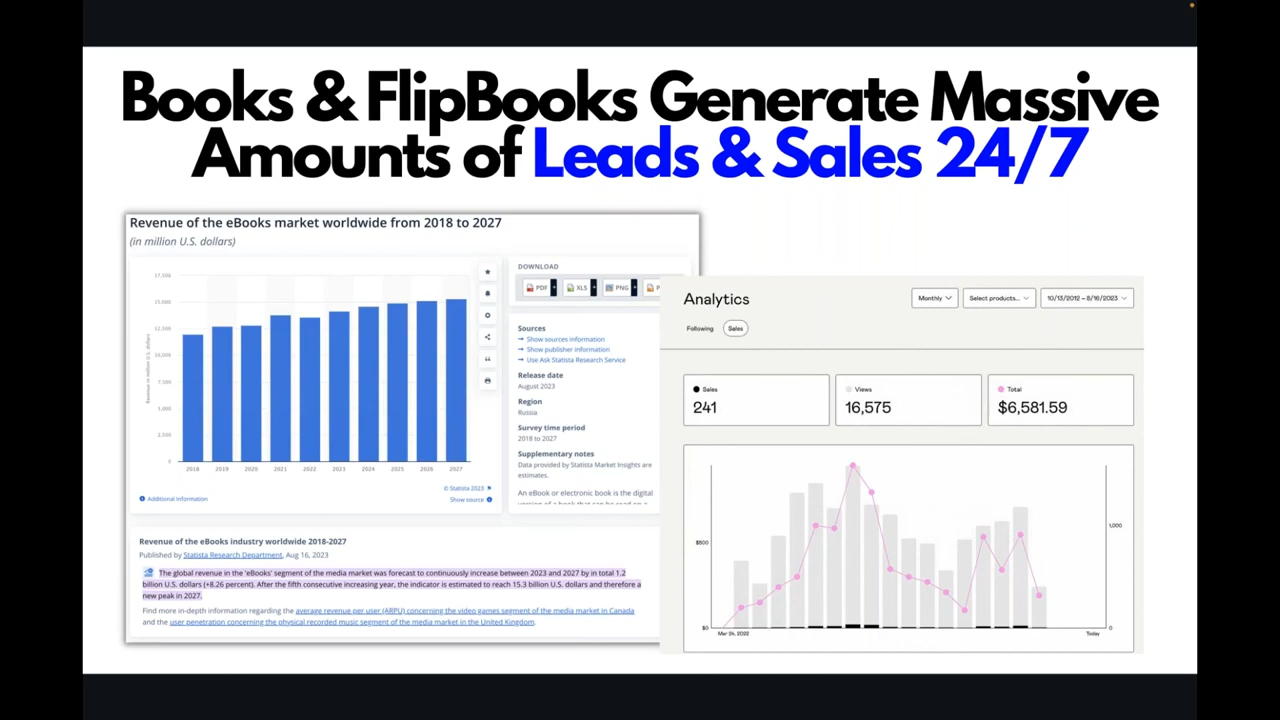 Books & FlipBooks Generate Massive
Amounts of Leads & Sales 24/7
Revenue of the eBooks market worldwide from 2018 to 2027
(in million U.S. dollars)
Revenue in million U.S. dollars
17,500
15,000
12,500
10,000
7,500
2,500
0
2018 2019 2020 2021 2022 2023 2024 2025 2026 2027
© Statista 2023
Additional Information
Show source
DOWNLOAD
PDF XLS PNG
Sources
→ Show sources information
→ Show publisher information
→ Use Ask Statista Research Service
Release date
August 2023
Region
Russia
Survey time period
2018 to 2027
Supplementary notes
Data provided by Statista Market Insights are
estimates.
An eBook or electronic book is the digital
version of a book that can be read on a
Revenue of the eBooks industry worldwide 2018-2027
Published by Statista Research Department, Aug 16, 2023
The global revenue in the 'eBooks' segment of the media market was forecast to continuously increase between 2023 and 2027 by in total 1.2
billion U.S. dollars (+8.26 percent). After the fifth consecutive increasing year, the indicator is estimated to reach 15.3 billion U.S. dollars and therefore a
new peak in 2027.
Find more in-depth information regarding the average revenue per user (ARPU) concerning the video games segment of the media market in Canada
and the user penetration concerning the physical recorded music segment of the media market in the United Kingdom.
Analytics
Monthly
Select products...
10/13/2012 – 8/16/2023
Following
Sales
Sales
241
Views
16,575
Total
$6,581.59
$500
$0
1,000
0
Mar 24, 2022
Today